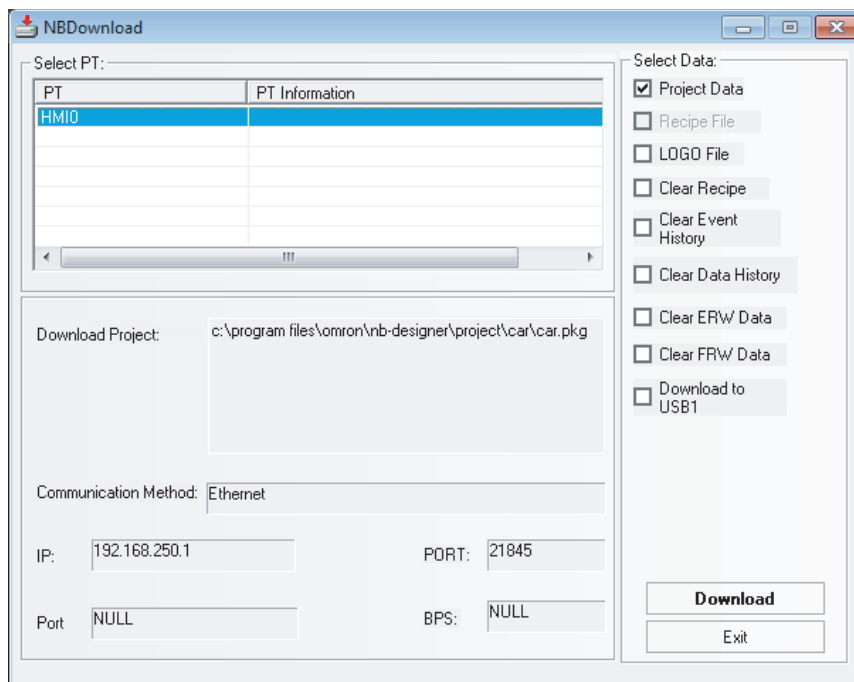 NBDownload
Select PT:
PT
PT Information
HMI0
Download Project:
c:\program files\omron\nb-designer\project\car\car.pkg
Communication Method:
Ethernet
IP:
192.168.250.1
PORT:
21845
Port
NULL
BPS:
NULL
Select Data:
Project Data
Recipe File
LOGO File
Clear Recipe
Clear Event
History
Clear Data History
Clear ERW Data
Clear FRW Data
Download to
USB1
Download
Exit